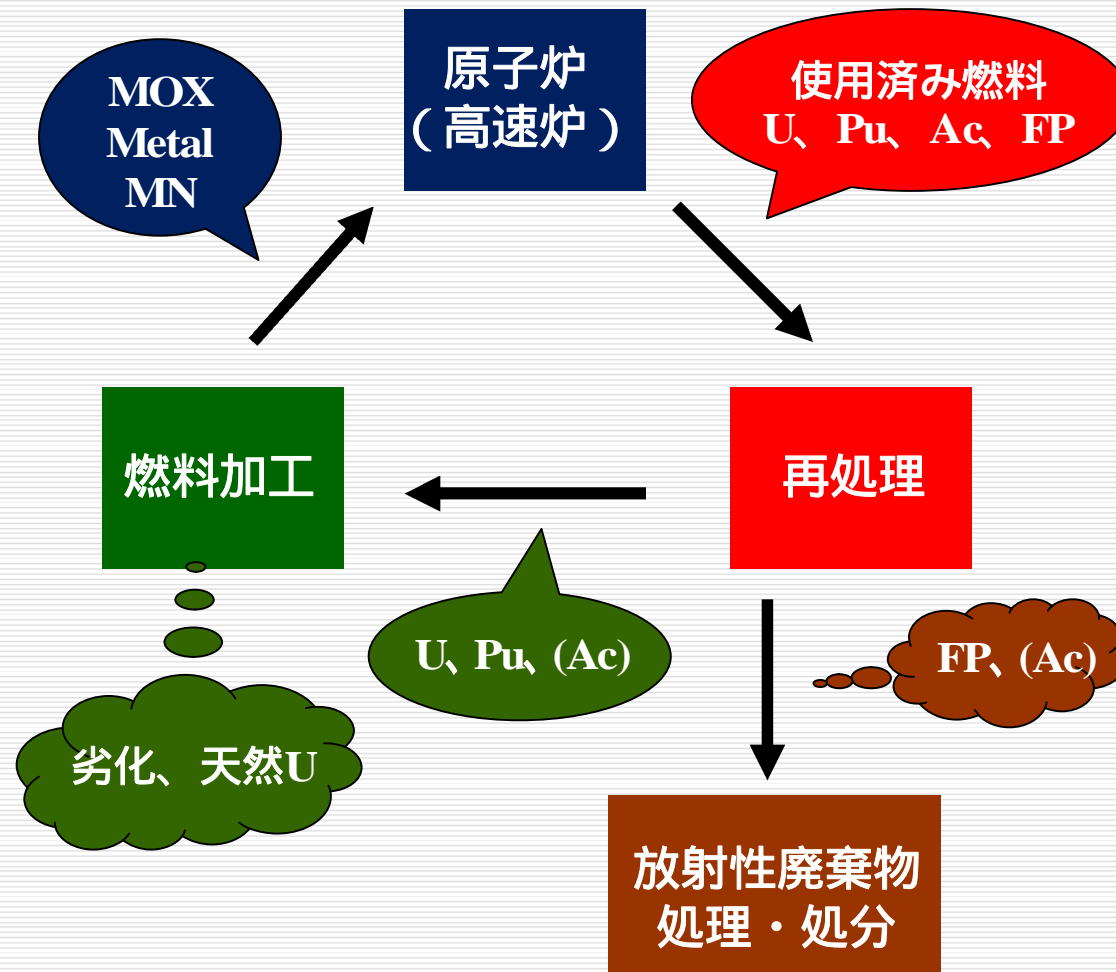 MOX
Metal
MN
原子炉
(高速炉)
使用済み燃料
U、Pu、Ac、FP
燃料加工
再処理
U、Pu、(Ac)
FP、(Ac)
劣化、天然U
放射性廃棄物
処理・処分